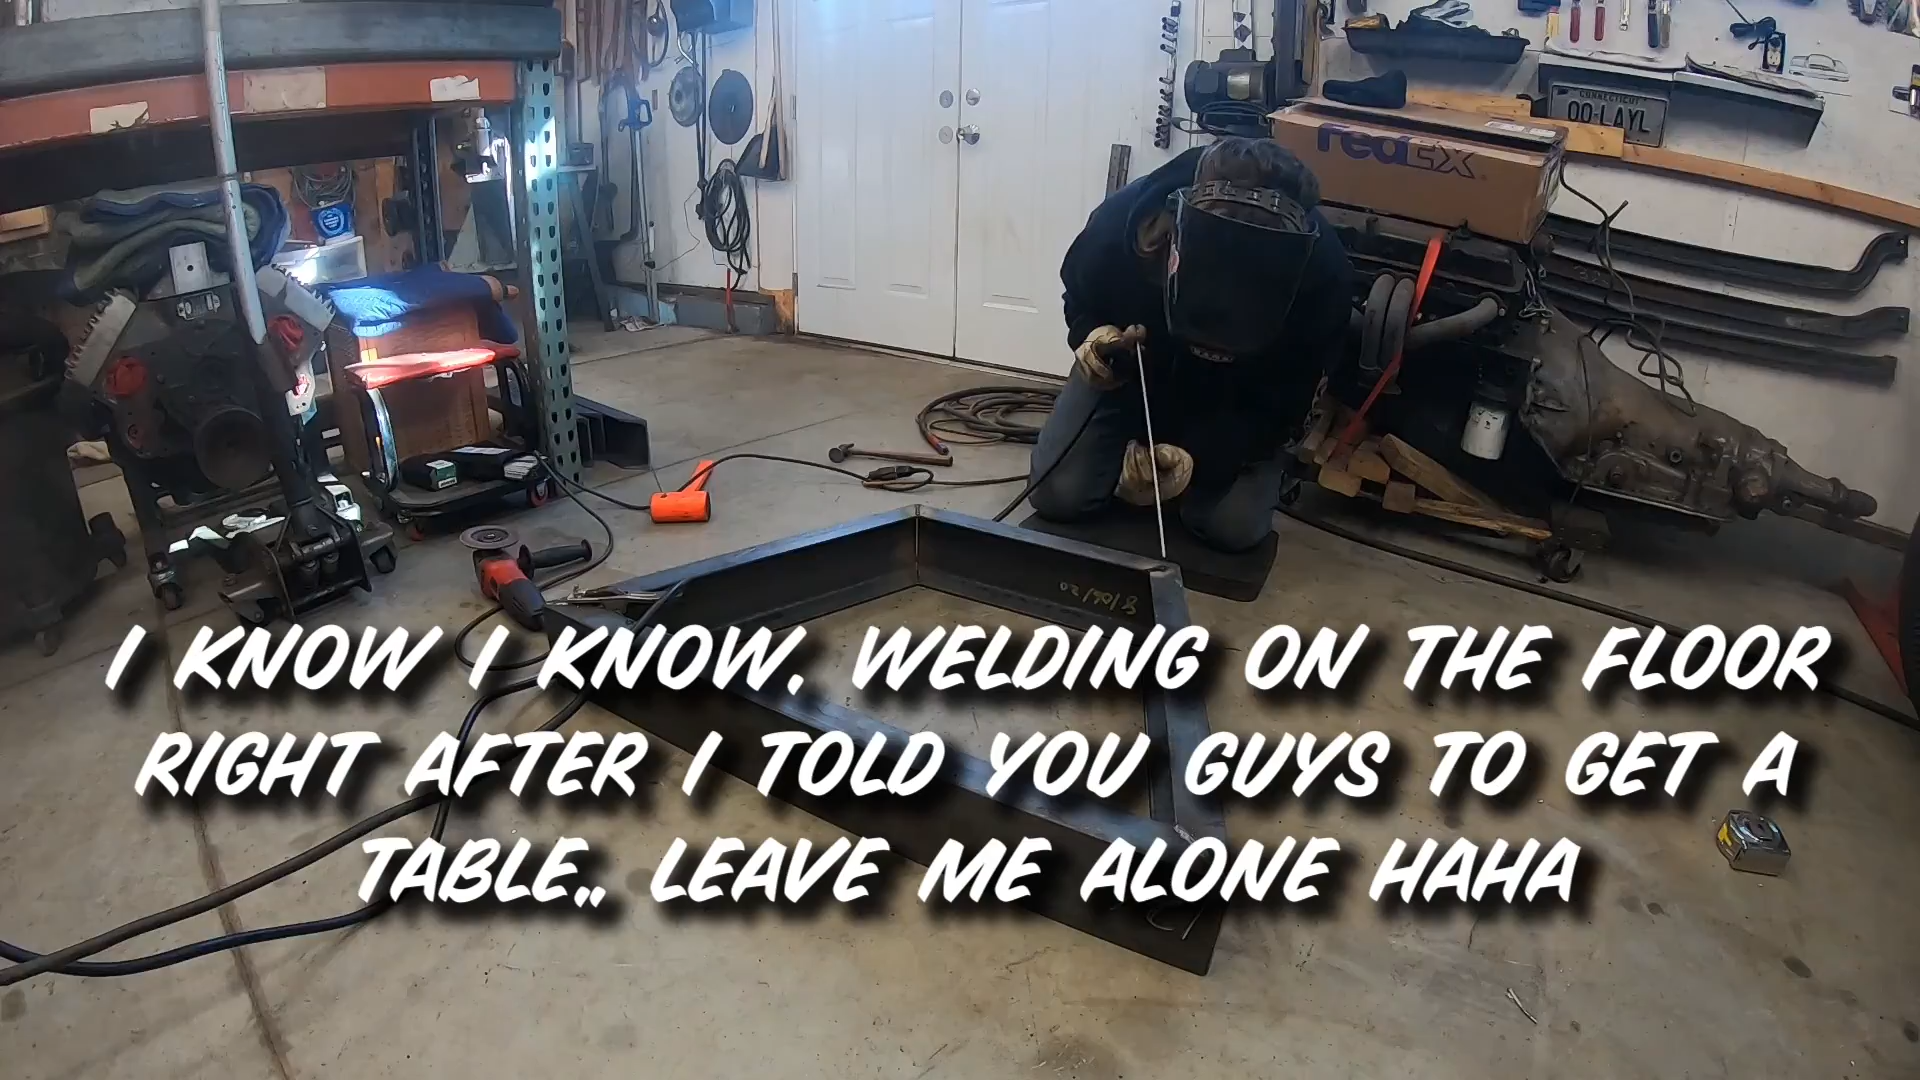 CONNECTICUT
OO-LAYL
FedEx
I KNOW I KNOW, WELDING ON THE FLOOR
RIGHT AFTER I TOLD YOU GUYS TO GET A
TABLE,, LEAVE ME ALONE HAHA